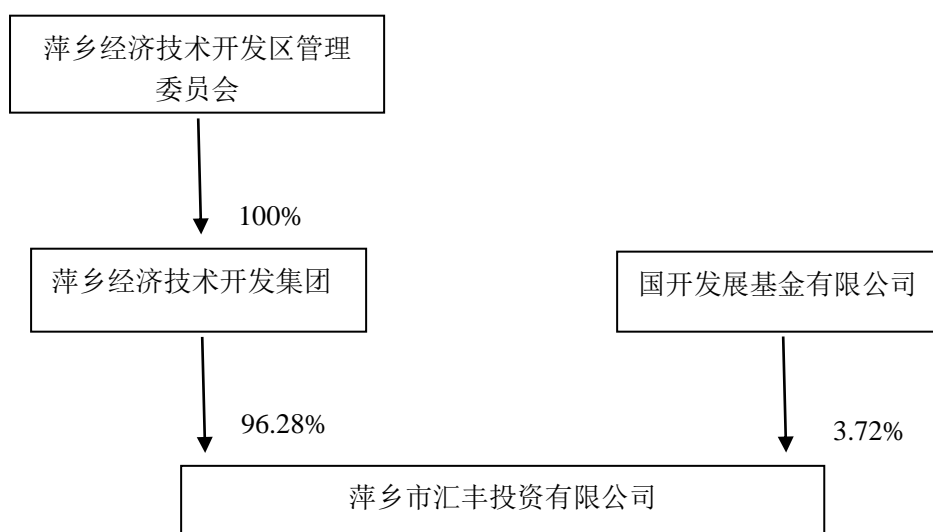 萍乡经济技术开发区管理
委员会
100%
萍乡经济技术开发集团
国开发展基金有限公司
96.28%
3.72%
萍乡市汇丰投资有限公司